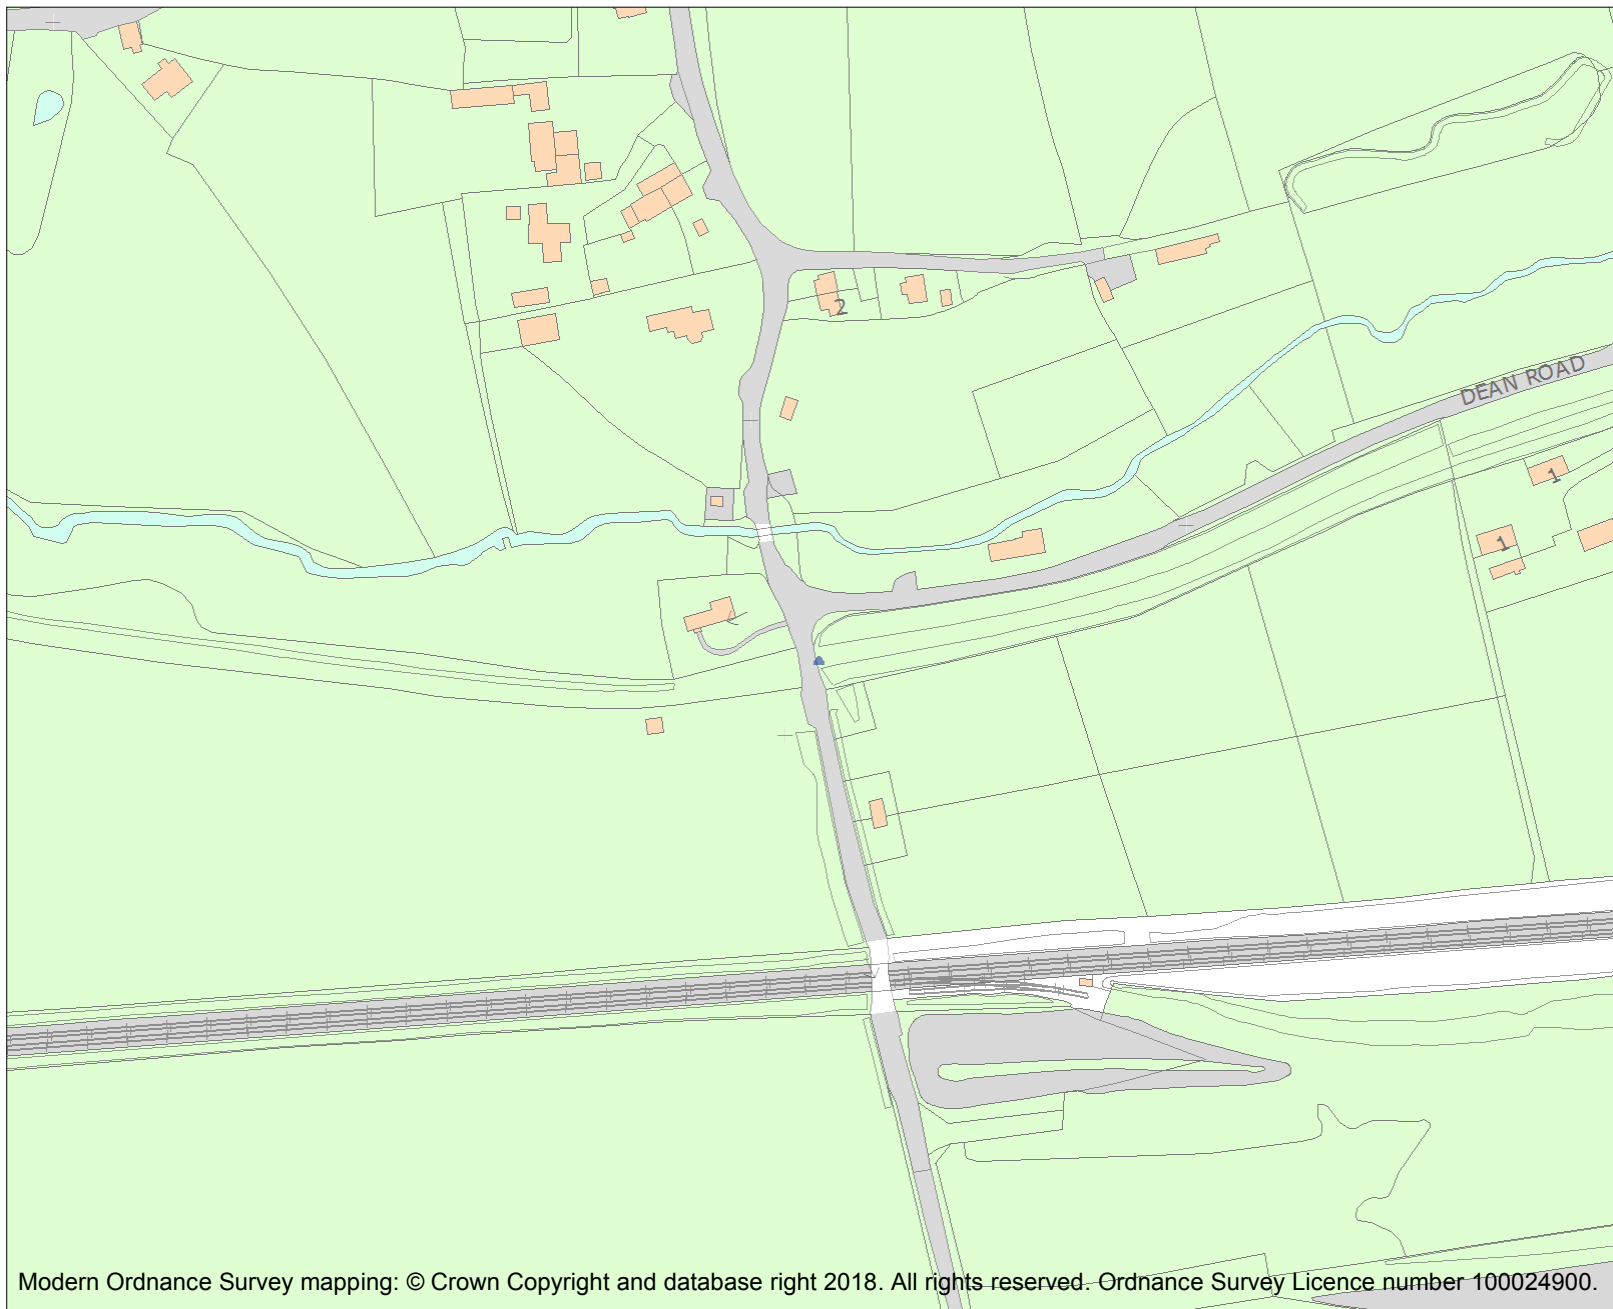 2
DEAN ROAD
1
1
Modern Ordnance Survey mapping: © Crown Copyright and database right 2018. All rights reserved. Ordnance Survey Licence number 100024900.